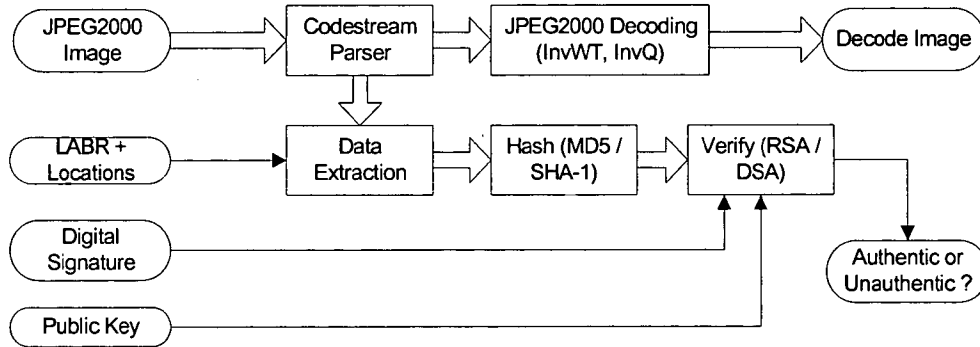 JPEG2000
Image
Codestream
Parser
JPEG2000 Decoding
(InvWT, InvQ)
Decode Image
LABR +
Locations
Data
Extraction
Hash (MD5 /
SHA-1)
Verify (RSA /
DSA)
Digital
Signature
Authentic or
Unauthentic ?
Public Key